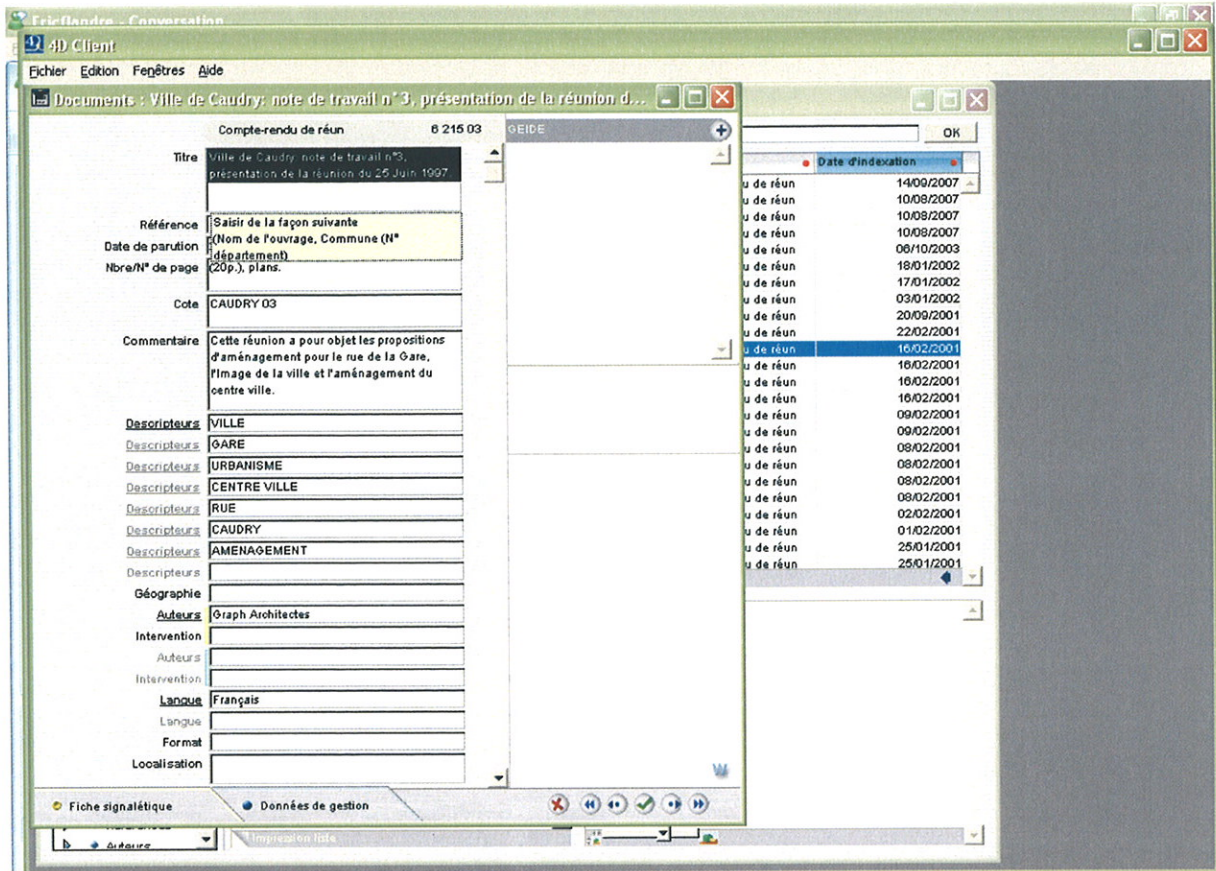 Ericflandre - Conversation
4D Client
Fichier Edition Fenêtres Aide
Documents : Ville de Caudry: note de travail n°3, présentation de la réunion d...
Compte-rendu de réun 6 215 03
GEIDE
OK
Titre Ville de Caudry: note de travail n°3,
présentation de la réunion du 25 Juin 1997.
Référence
Saisir de la façon suivante
(Nom de l'ouvrage, Commune (N°
département)
Date de parution
Nbre/N° de page (20p.), plans.
Cote CAUDRY 03
Commentaire Cette réunion a pour objet les propositions
d'aménagement pour le rue de la Gare,
l'Image de la ville et l'aménagement du
centre ville.
Descripteurs VILLE
Descripteurs GARE
Descripteurs URBANISME
Descripteurs CENTRE VILLE
Descripteurs RUE
Descripteurs CAUDRY
Descripteurs AMENAGEMENT
Descripteurs
Géographie
Auteurs Graph Architectes
Intervention
Auteurs
Intervention
Langue Français
Langue
Format
Localisation
Fiche signalétique
Données de gestion
Date d'indexation
u de réun 14/09/2007
u de réun 10/08/2007
u de réun 10/08/2007
u de réun 10/08/2007
u de réun 06/10/2003
u de réun 18/01/2002
u de réun 17/01/2002
u de réun 03/01/2002
u de réun 20/09/2001
u de réun 22/02/2001
u de réun 16/02/2001
u de réun 16/02/2001
u de réun 16/02/2001
u de réun 16/02/2001
u de réun 09/02/2001
u de réun 09/02/2001
u de réun 08/02/2001
u de réun 08/02/2001
u de réun 08/02/2001
u de réun 08/02/2001
u de réun 02/02/2001
u de réun 01/02/2001
u de réun 25/01/2001
u de réun 25/01/2001
Auteurs
Impression liste